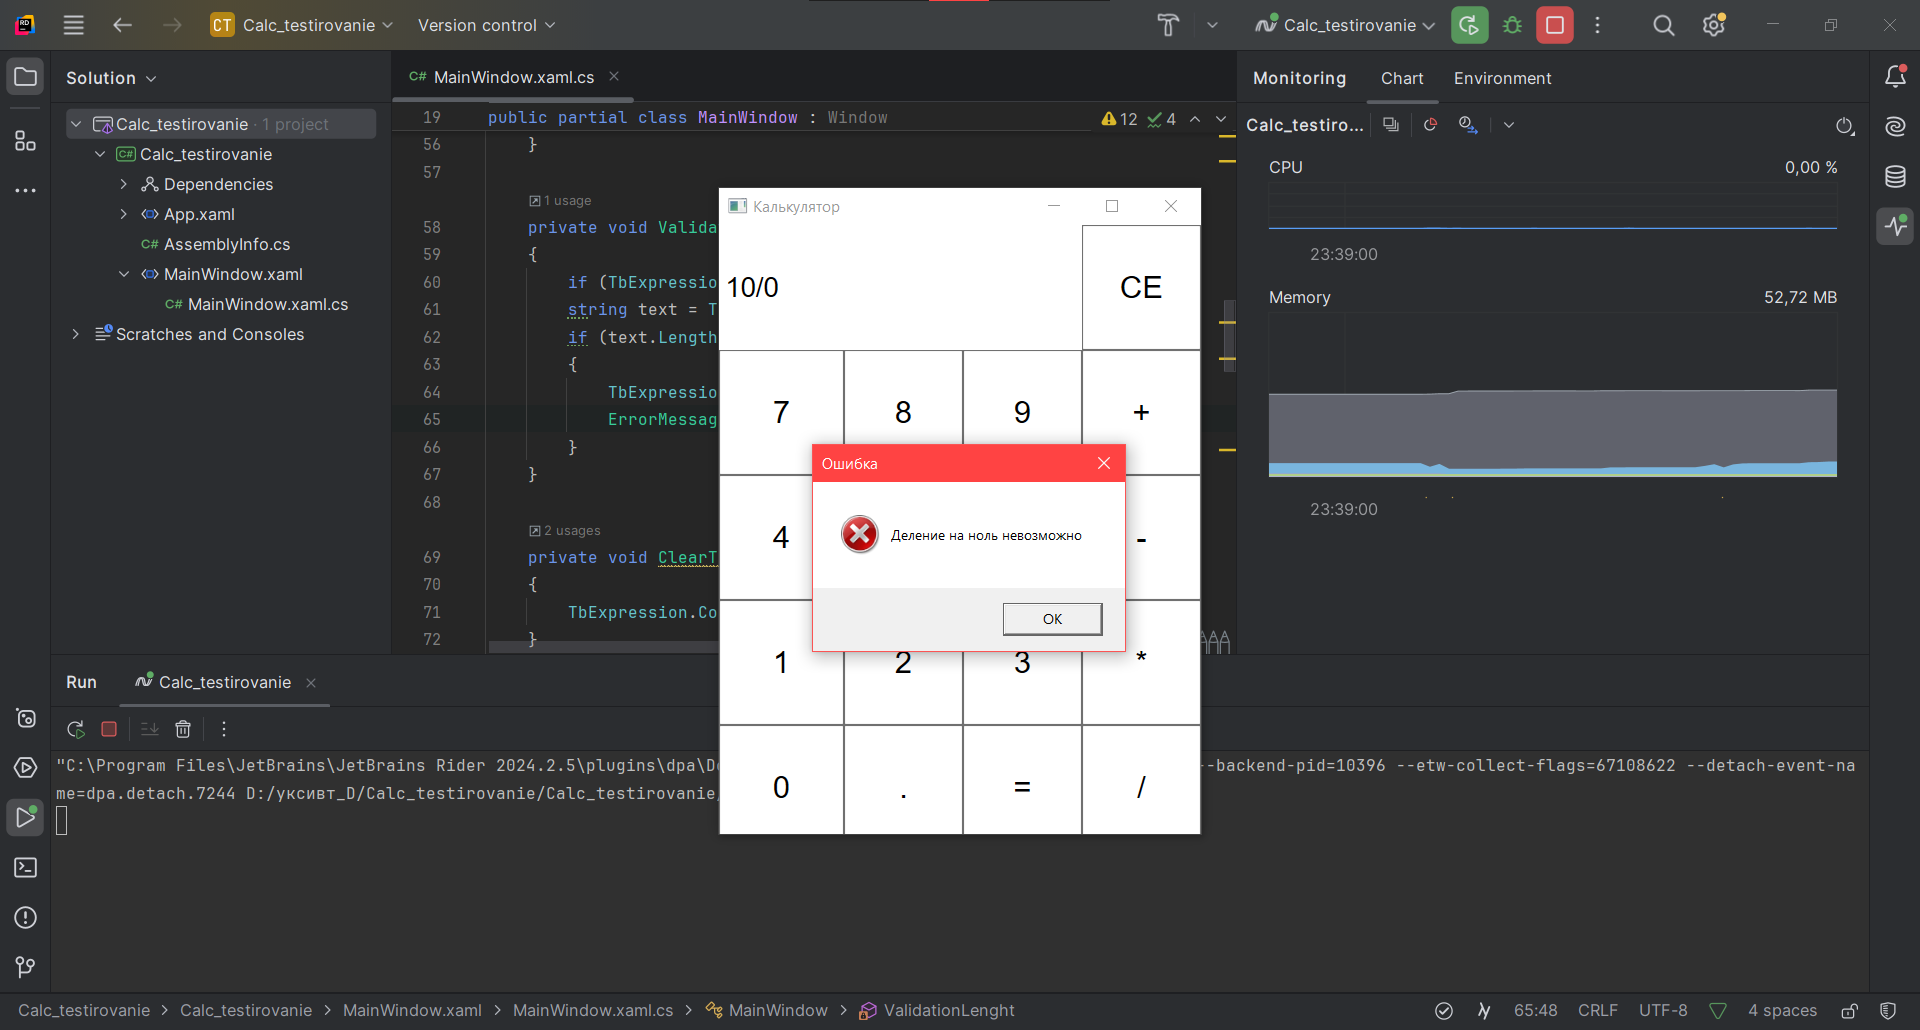 CT Calc_testirovanie Version control Calc_testirovanie
Solution
Calc_testirovanie · 1 project
C# Calc_testirovanie
Dependencies
App.xaml
C# AssemblyInfo.cs
MainWindow.xaml
C# MainWindow.xaml.cs
Scratches and Consoles
C# MainWindow.xaml.cs
19 public partial class MainWindow : Window 12 4
56 }
57
1 usage
58 private void Valida
59 {
60 if (TbExpressio
61 string text = T
62 if (text.Length
63 {
64 TbExpressio
65 ErrorMessag
66 }
67 }
68
2 usages
69 private void ClearT
70 {
71 TbExpression.Co
72 }
Калькулятор
10/0 CE
7 8 9 +
4 -
1 2 3 *
0 . = /
Ошибка
Деление на ноль невозможно
OK
Monitoring Chart Environment
Calc_testiro...
CPU 0,00 %
23:39:00
Memory 52,72 MB
23:39:00
Run Calc_testirovanie
"C:\Program Files\JetBrains\JetBrains Rider 2024.2.5\plugins\dpa\D --backend-pid=10396 --etw-collect-flags=67108622 --detach-event-na
me=dpa.detach.7244 D:/уксивт_D/Calc_testirovanie/Calc_testirovanie/
Calc_testirovanie > Calc_testirovanie > MainWindow.xaml > MainWindow.xaml.cs > MainWindow > ValidationLenght 65:48 CRLF UTF-8 4 spaces